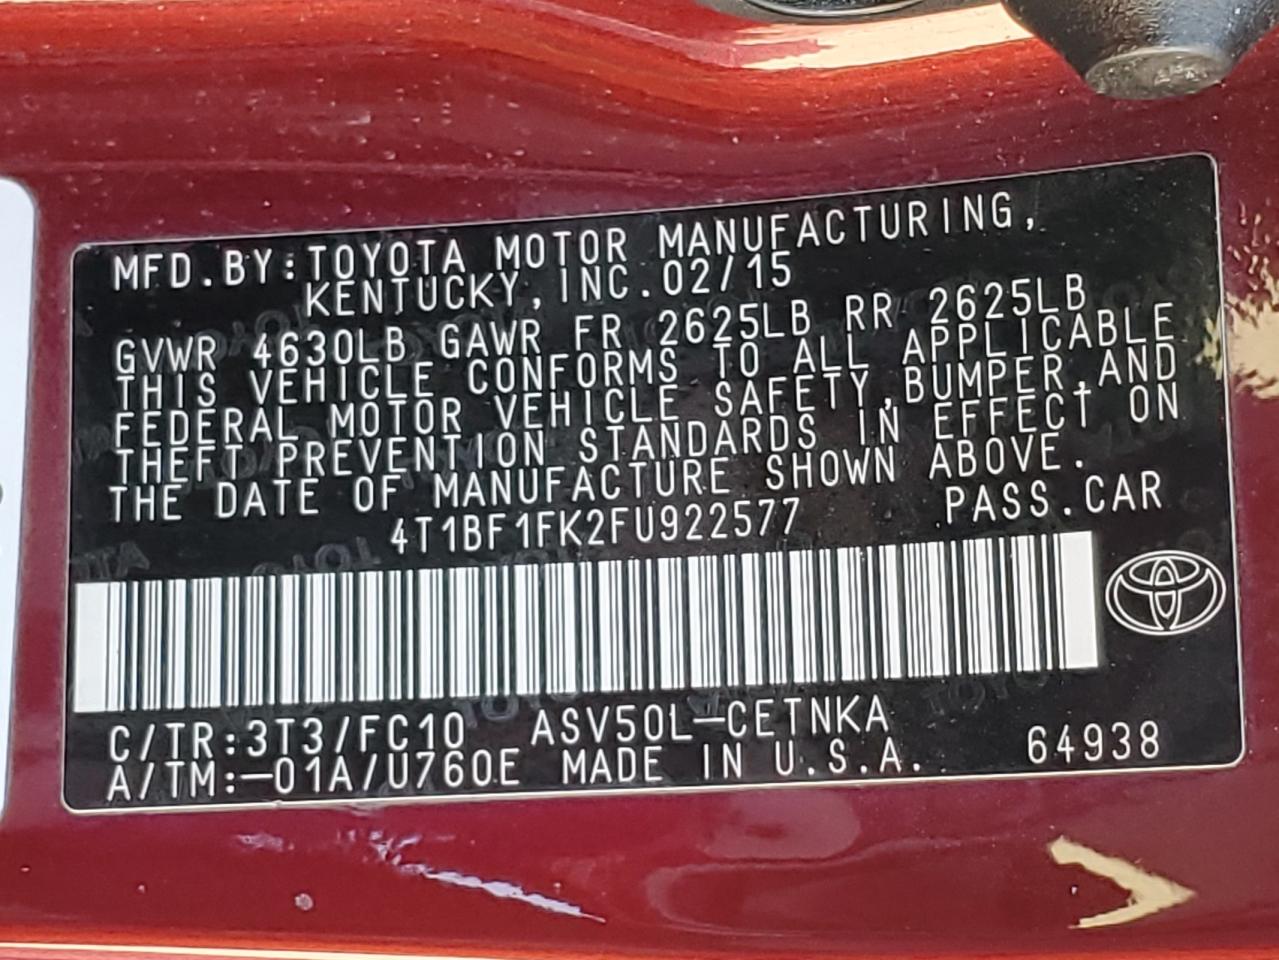 MFD.BY:TOYOTA MOTOR MANUFACTURING,
KENTUCKY, INC.02/15
GVWR 4630LB GAWR FR 2625LB RR 2625LB
THIS VEHICLE CONFORMS TO ALL APPLICABLE
FEDERAL MOTOR VEHICLE SAFETY,BUMPER,AND
THEFT PREVENTION STANDARDS IN EFFECT ON
THE DATE OF MANUFACTURE SHOWN ABOVE.
4T1BF1FK2FU922577 PASS.CAR
C/TR:3T3/FC10 ASV50L-CETNKA
A/TM:-01A/U760E MADE IN U.S.A. 64938